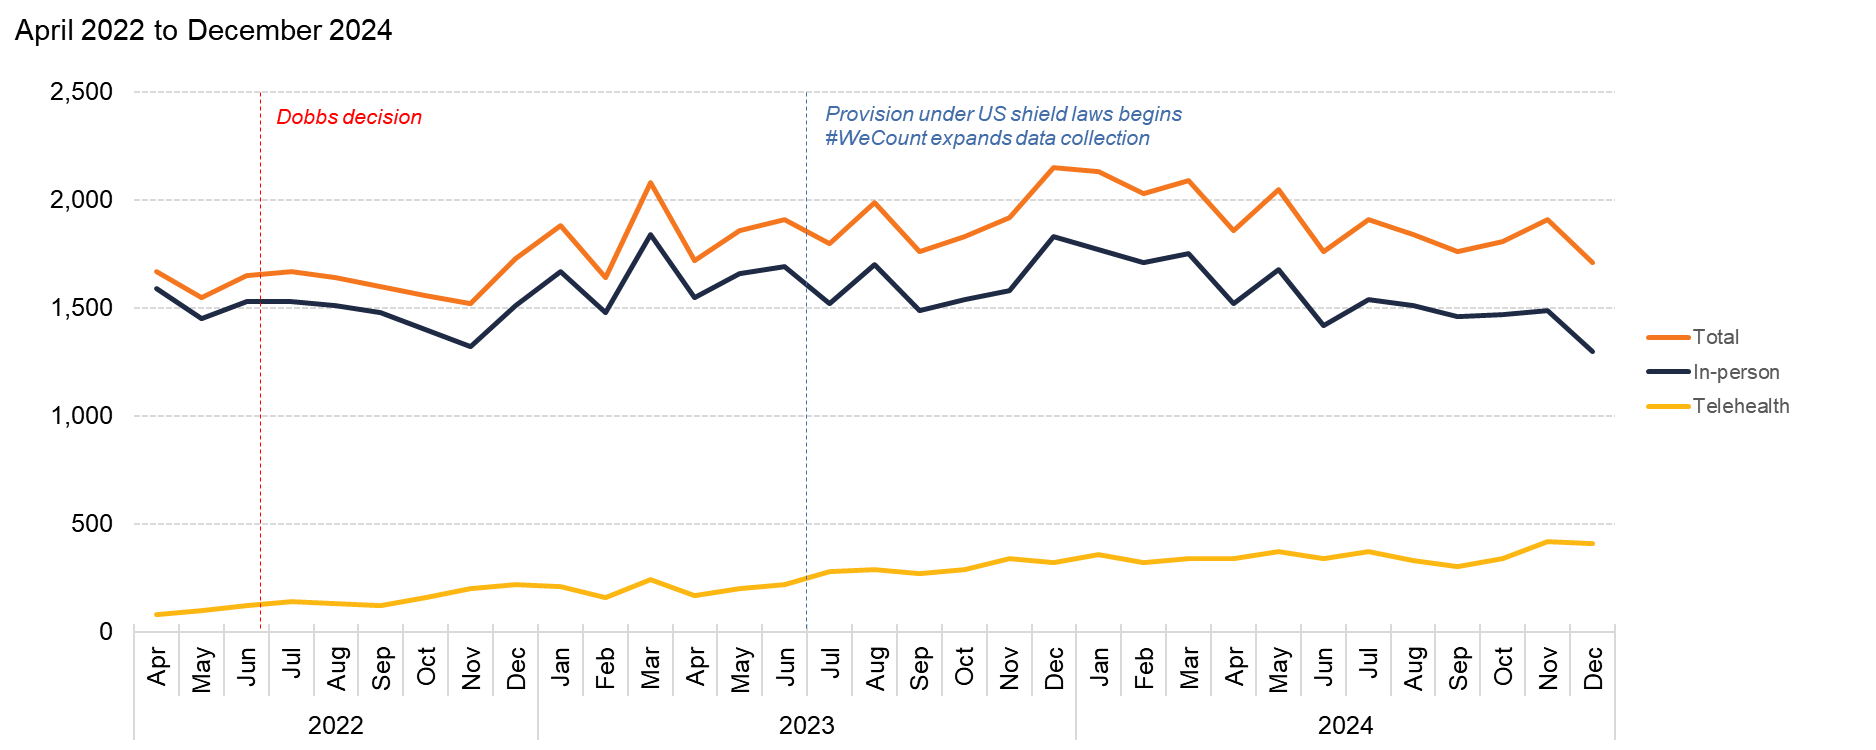 April 2022 to December 2024
2,500
2,000
1,500
1,000
500
0
Dobbs decision
Provision under US shield laws begins
#WeCount expands data collection
Total
In-person
Telehealth
Apr May Jun Jul Aug Sep Oct Nov Dec Jan Feb Mar Apr May Jun Jul Aug Sep Oct Nov Dec Jan Feb Mar Apr May Jun Jul Aug Sep Oct Nov Dec
2022 2023 2024